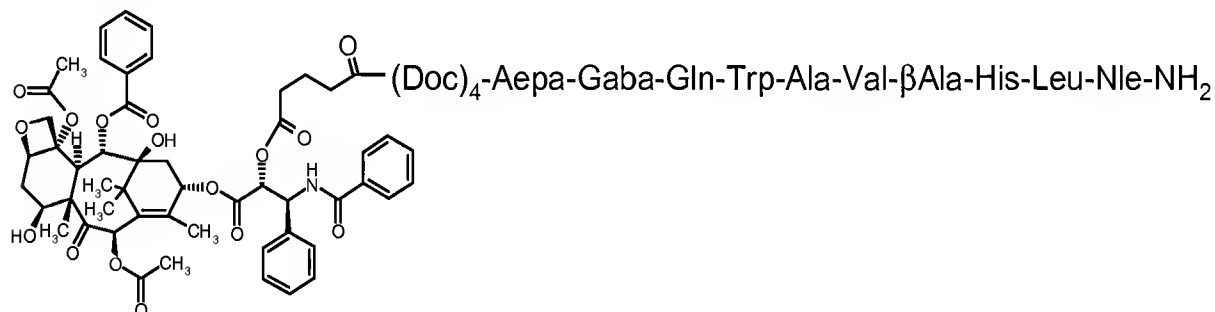 O
(Doc)4-Aepa-Gaba-Gln-Trp-Ala-Val-βAla-His-Leu-Nle-NH2
CH3
O
O
O
O
O
O
H
OH
O
H
N
H3C
H3C
O
O
O
HO
H3C
O
CH3
O
CH3
O